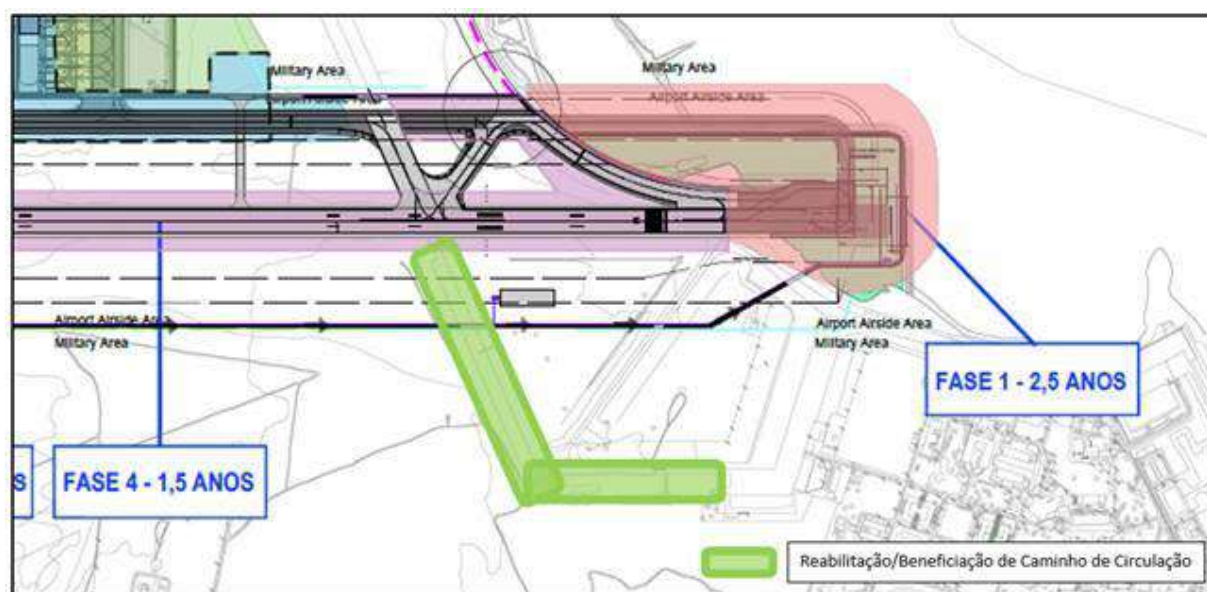 Military Area
Military Area
Airport Airside Area
Airport Airside Area
Military Area
Airport Airside Area
Military Area
FASE 1 - 2,5 ANOS
S
FASE 4 - 1,5 ANOS
Reabilitação/Beneficiação de Caminho de Circulação